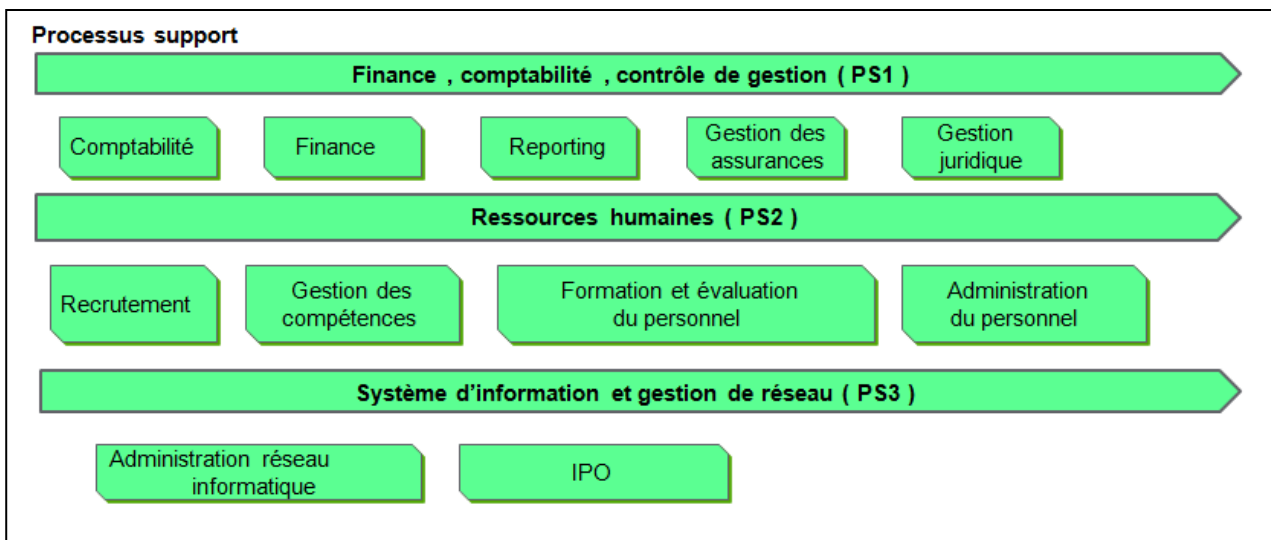 Processus support
Finance , comptabilité , contrôle de gestion ( PS1 )
Comptabilité
Finance
Reporting
Gestion des
assurances
Gestion
juridique
Ressources humaines ( PS2 )
Recrutement
Gestion des
compétences
Formation et évaluation
du personnel
Administration
du personnel
Système d'information et gestion de réseau ( PS3 )
Administration réseau
informatique
IPO